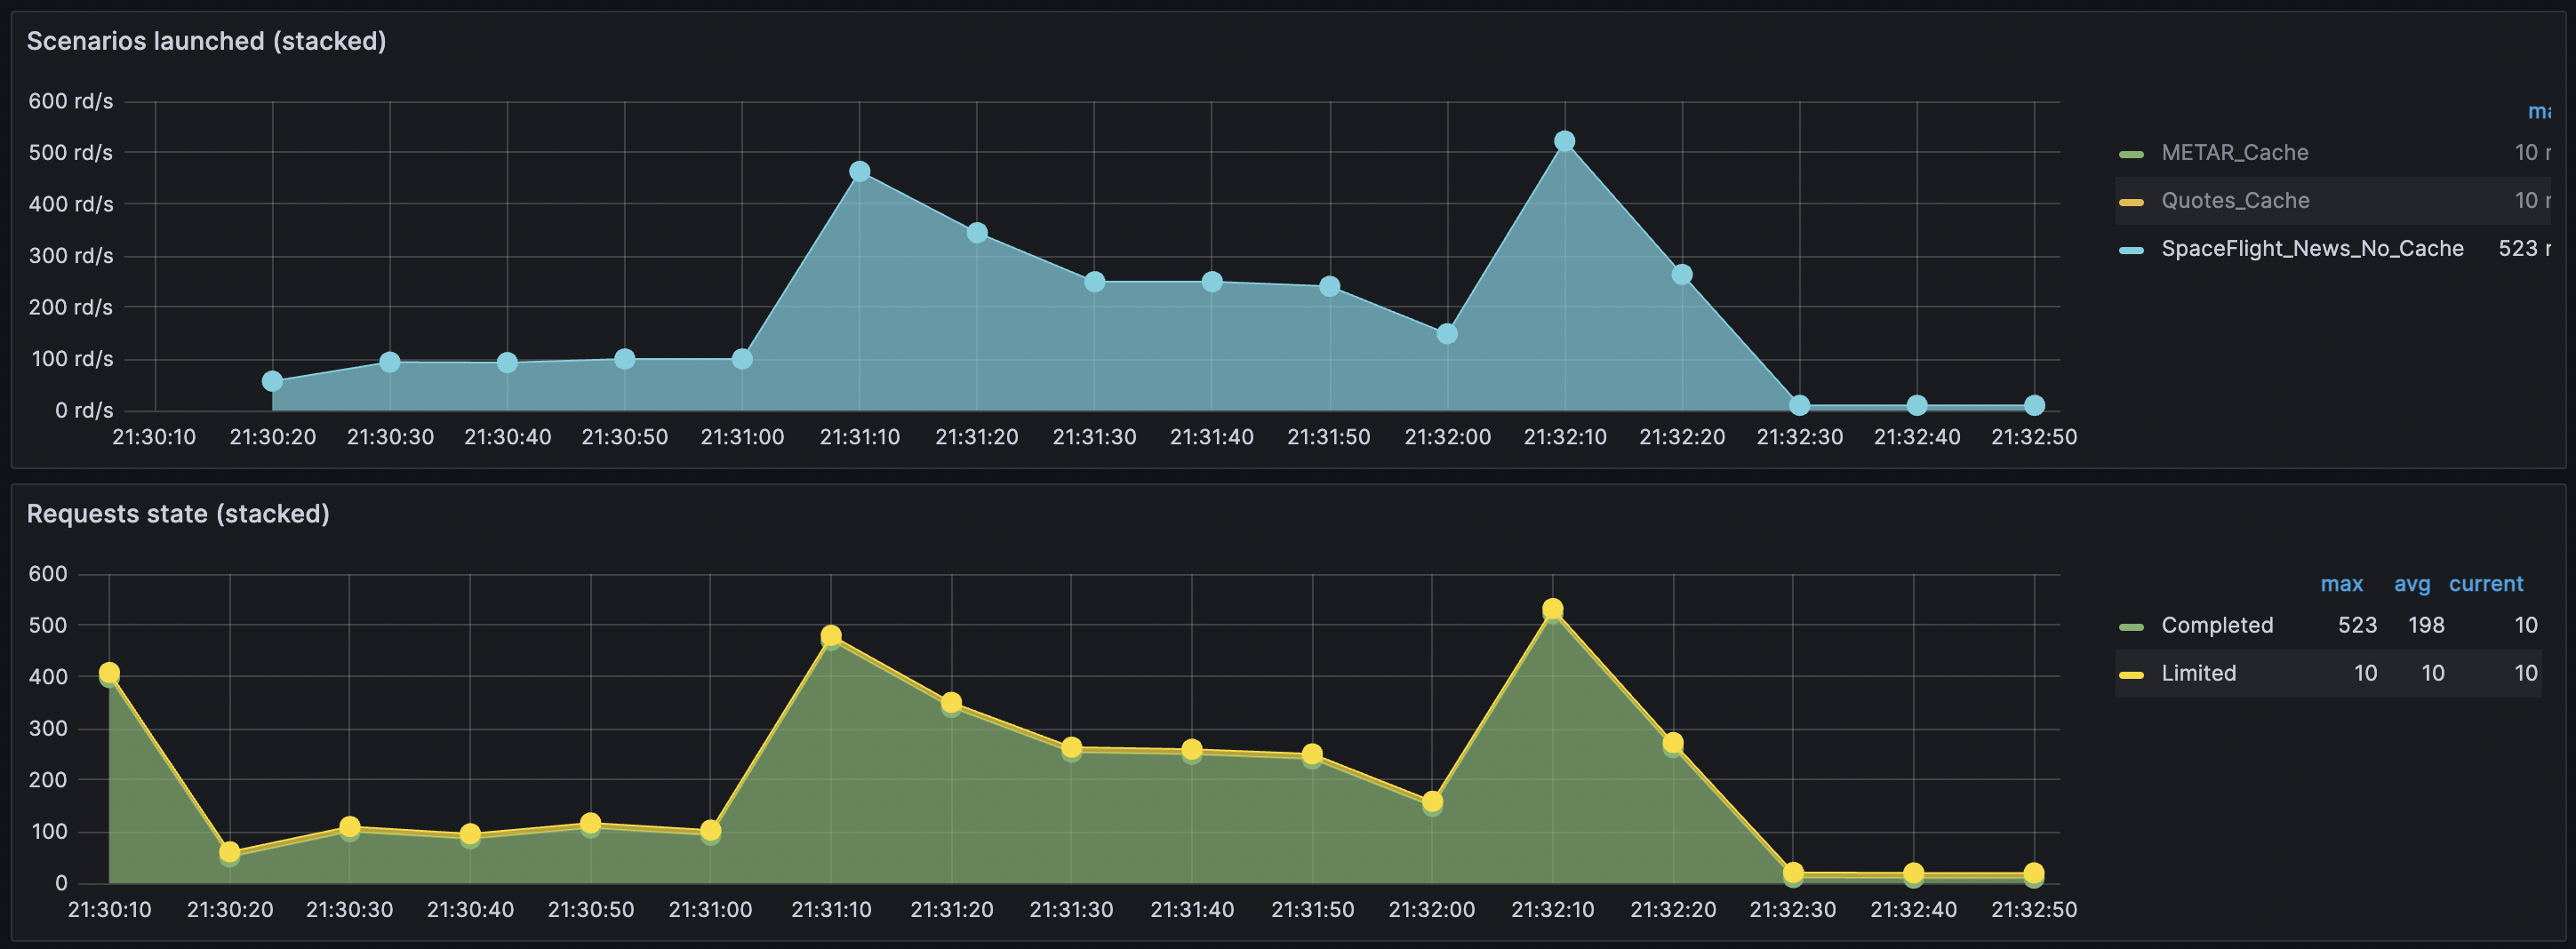 Scenarios launched (stacked)
600 rd/s
500 rd/s
400 rd/s
300 rd/s
200 rd/s
100 rd/s
0 rd/s
21:30:10 21:30:20 21:30:30 21:30:40 21:30:50 21:31:00 21:31:10 21:31:20 21:31:30 21:31:40 21:31:50 21:32:00 21:32:10 21:32:20 21:32:30 21:32:40 21:32:50
METAR_Cache 10
Quotes_Cache 10
SpaceFlight_News_No_Cache 523
Requests state (stacked)
600
500
400
300
200
100
0
21:30:10 21:30:20 21:30:30 21:30:40 21:30:50 21:31:00 21:31:10 21:31:20 21:31:30 21:31:40 21:31:50 21:32:00 21:32:10 21:32:20 21:32:30 21:32:40 21:32:50
max avg current
Completed 523 198 10
Limited 10 10 10